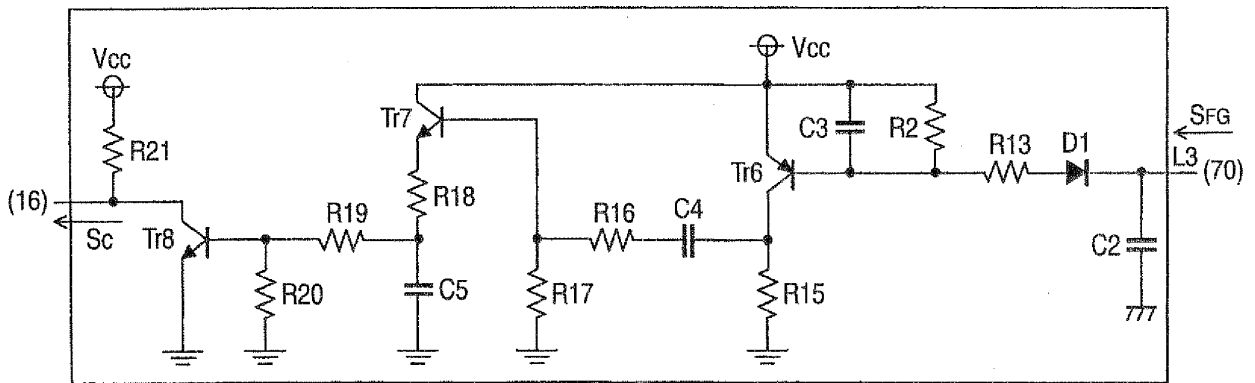 Vcc
Vcc
Tr7
C3
R2
SFG
R21
R13
D1
L3
(70)
Tr6
(16)
R18
R16
C4
R19
Sc
Tr8
C2
R20
C5
R17
R15